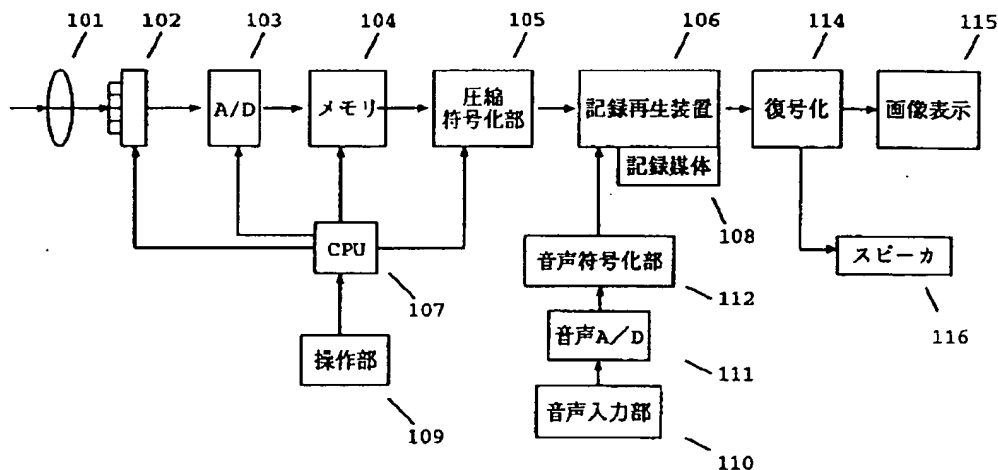 101 102 103 104 105 106 114 115
A/D
メモリ
圧縮
符号化部
記録再生装置
復号化
画像表示
記録媒体
108
CPU
107
音声符号化部
112
スピーカ
116
操作部
109
音声A/D
111
音声入力部
110